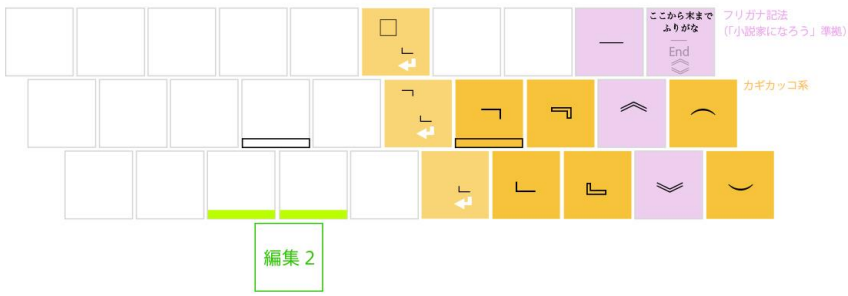 ここから末まで
ふりがな
フリガナ記法
(「小説家になろう」準拠)
□
﹂
｜
End
《》
カギカッコ系
﹁
﹂
﹁
﹃
︽
︵
﹂
﹂
﹄
︾
︶
編集2